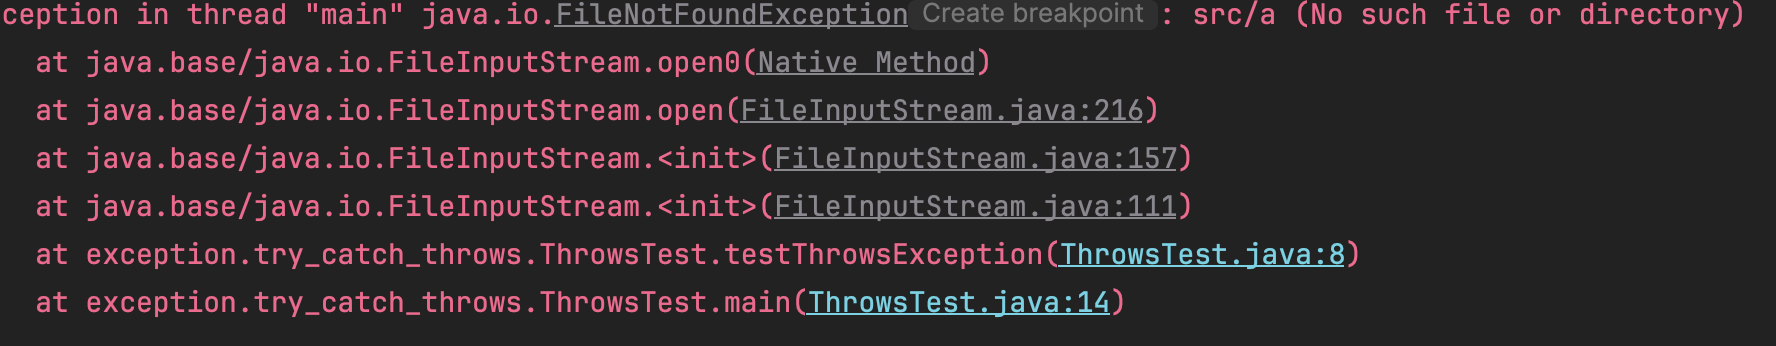 ception in thread "main" java.io.FileNotFoundException Create breakpoint : src/a (No such file or directory)
at java.base/java.io.FileInputStream.open0(Native Method)
at java.base/java.io.FileInputStream.open(FileInputStream.java:216)
at java.base/java.io.FileInputStream.<init>(FileInputStream.java:157)
at java.base/java.io.FileInputStream.<init>(FileInputStream.java:111)
at exception.try_catch_throws.ThrowsTest.testThrowsException(ThrowsTest.java:8)
at exception.try_catch_throws.ThrowsTest.main(ThrowsTest.java:14)